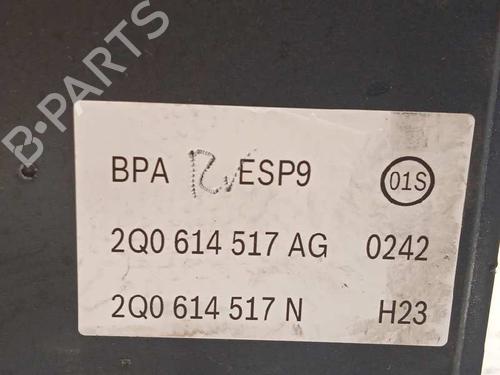 B-PARTS
BPA ESP9 01S
2Q0 614 517 AG 0242
2Q0 614 517 N H23